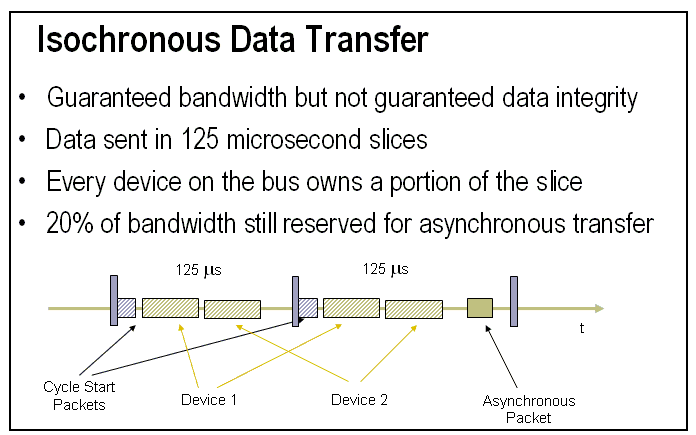 Isochronous Data Transfer
• Guaranteed bandwidth but not guaranteed data integrity
• Data sent in 125 microsecond slices
• Every device on the bus owns a portion of the slice
• 20% of bandwidth still reserved for asynchronous transfer
125 μs 125 μs
t
Cycle Start
Packets
Device 1 Device 2 Asynchronous
Packet